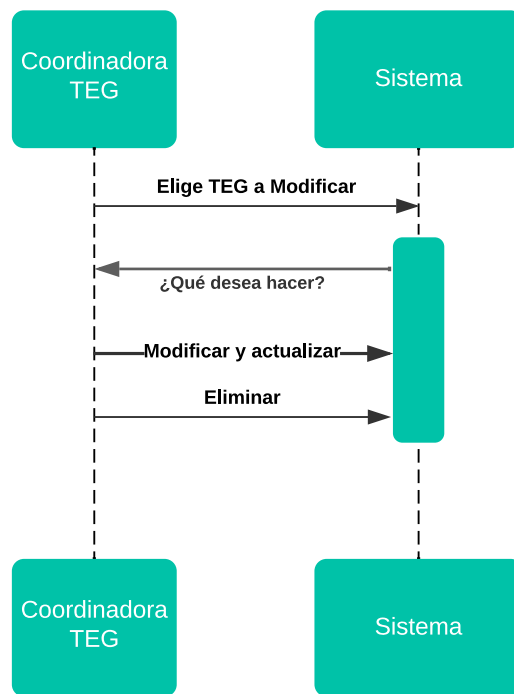 Coordinadora
TEG
Sistema
Elige TEG a Modificar
¿Qué desea hacer?
Modificar y actualizar
Eliminar
Coordinadora
TEG
Sistema